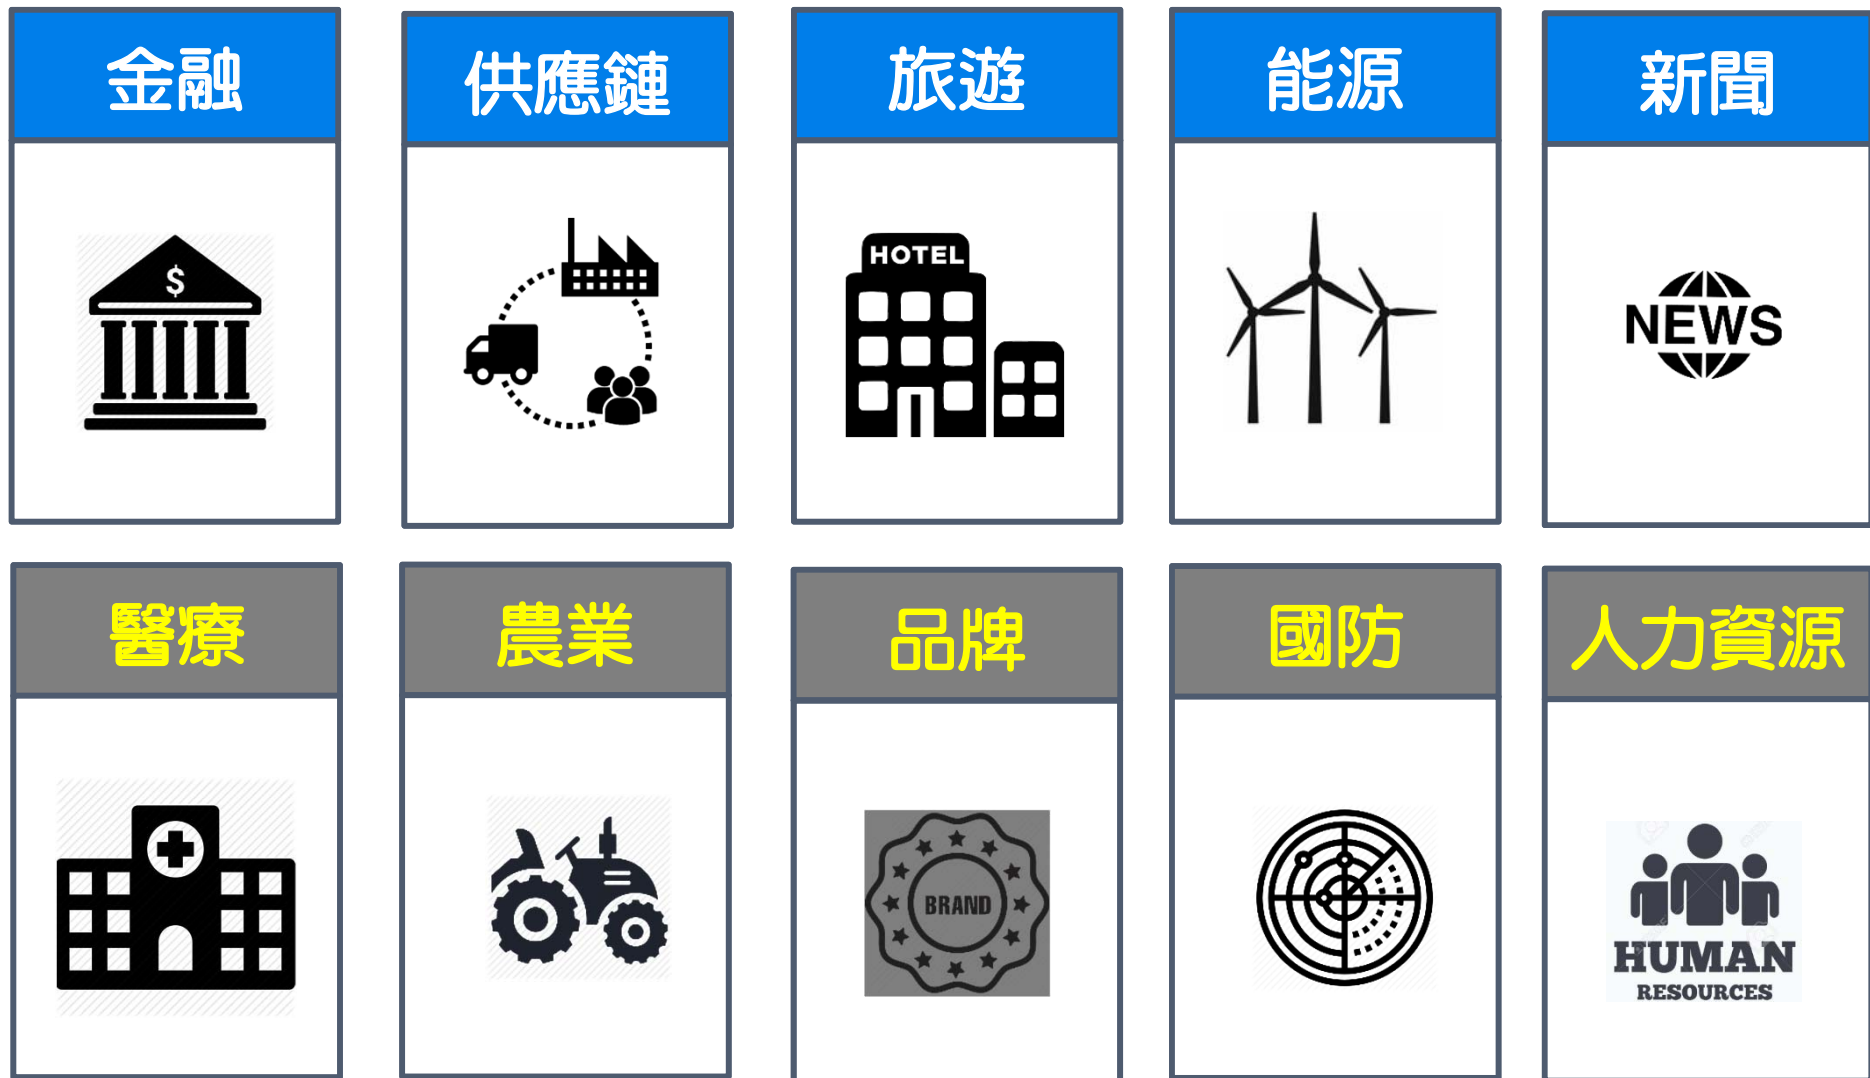 金融
供應鏈
旅遊
能源
新聞
$
HOTEL
NEWS
醫療
農業
品牌
國防
人力資源
BRAND
HUMAN
RESOURCES